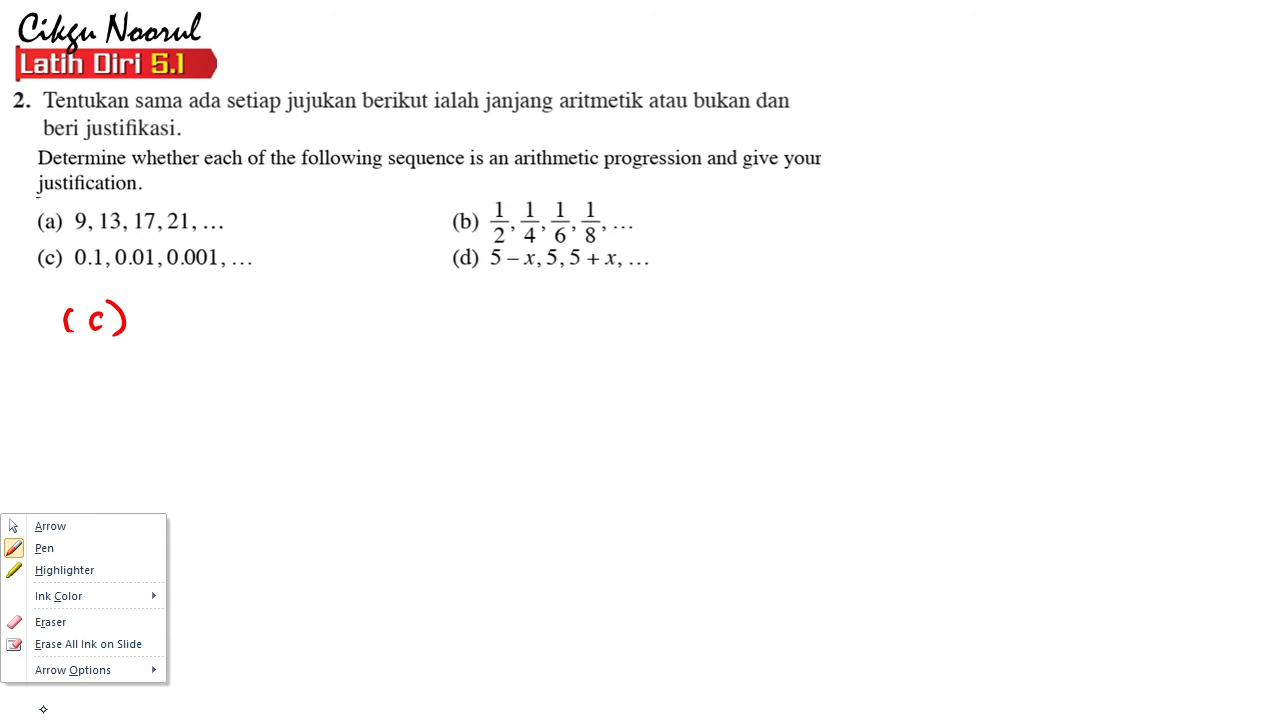 Cikgu Noorul
Latih Diri 5.1
2. Tentukan sama ada setiap jujukan berikut ialah janjang aritmetik atau bukan dan
beri justifikasi.
Determine whether each of the following sequence is an arithmetic progression and give your
justification.
(a) 9, 13, 17, 21, …
(b) 1/2, 1/4, 1/6, 1/8, …
(c) 0.1, 0.01, 0.001, …
(d) 5 – x, 5, 5 + x, …
(c)
Arrow
Pen
Highlighter
Ink Color
Eraser
Erase All Ink on Slide
Arrow Options